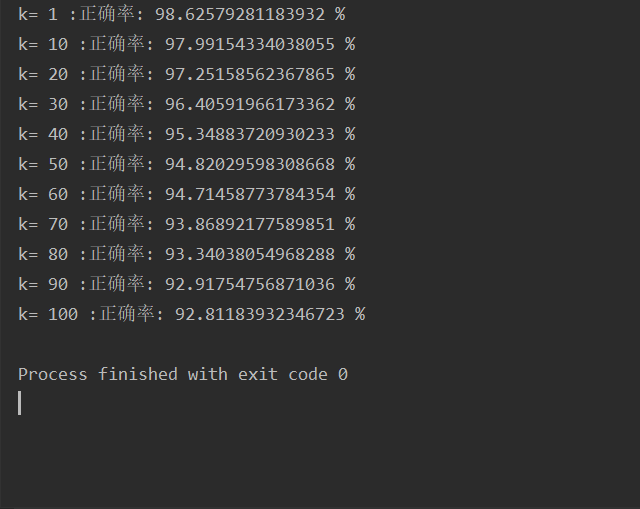 k= 1 :正确率: 98.62579281183932 %
k= 10 :正确率: 97.99154334038055 %
k= 20 :正确率: 97.25158562367865 %
k= 30 :正确率: 96.40591966173362 %
k= 40 :正确率: 95.34883720930233 %
k= 50 :正确率: 94.82029598308668 %
k= 60 :正确率: 94.71458773784354 %
k= 70 :正确率: 93.86892177589851 %
k= 80 :正确率: 93.34038054968288 %
k= 90 :正确率: 92.91754756871036 %
k= 100 :正确率: 92.81183932346723 %
Process finished with exit code 0